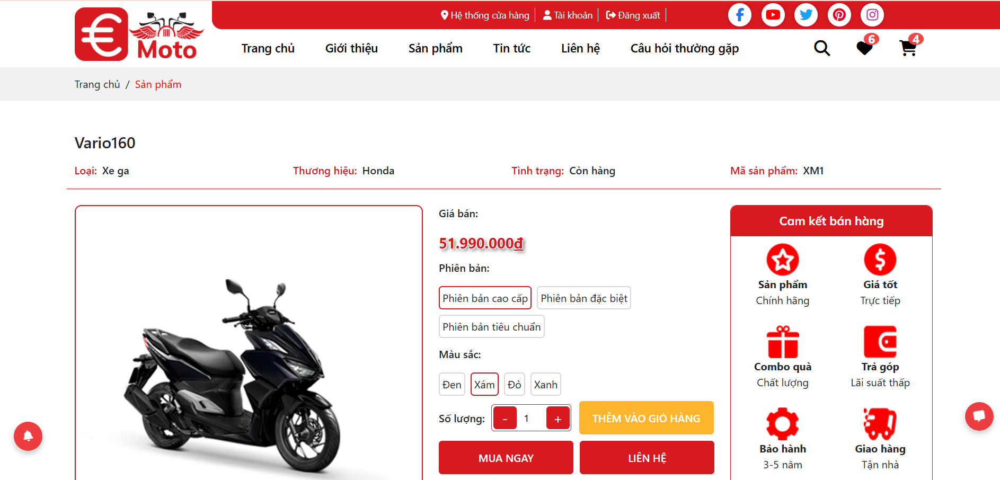 Hệ thống cửa hàng
Tài khoản
Đăng xuất
€ Moto
Trang chủ
Giới thiệu
Sản phẩm
Tin tức
Liên hệ
Câu hỏi thường gặp
6
4
Trang chủ / Sản phẩm
Vario160
Loại: Xe ga
Thương hiệu: Honda
Tình trạng: Còn hàng
Mã sản phẩm: XM1
Giá bán:
51.990.000₫
Phiên bản:
Phiên bản cao cấp
Phiên bản đặc biệt
Phiên bản tiêu chuẩn
Màu sắc:
Đen
Xám
Đỏ
Xanh
Số lượng: - 1 +
THÊM VÀO GIỎ HÀNG
MUA NGAY
LIÊN HỆ
Cam kết bán hàng
Sản phẩm
Chính hãng
Giá tốt
Trực tiếp
Combo quà
Chất lượng
Trả góp
Lãi suất thấp
Bảo hành
3-5 năm
Giao hàng
Tận nhà